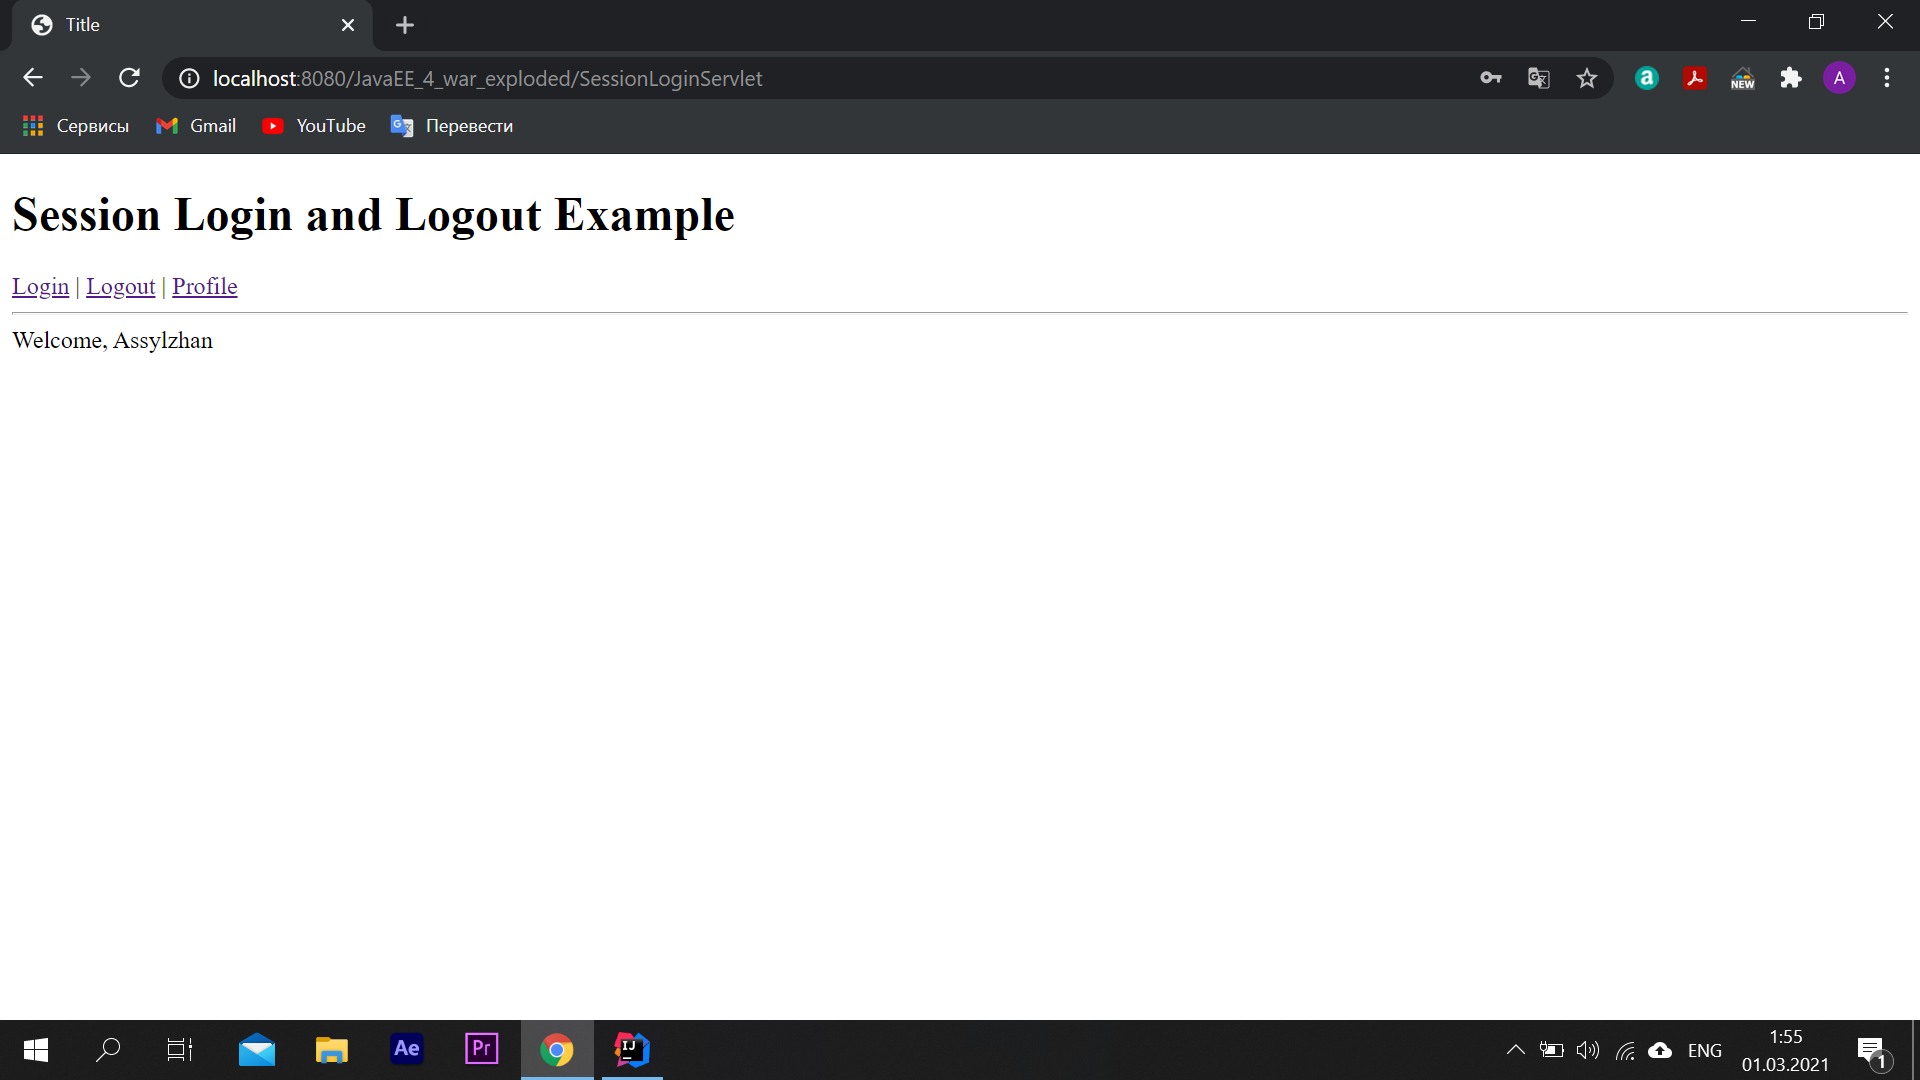 Title
localhost:8080/JavaEE_4_war_exploded/SessionLoginServlet
a
NEW
A
Сервисы Gmail YouTube Перевести
Session Login and Logout Example
Login | Logout | Profile
Welcome, Assylzhan
Ae Pr IJ ENG
1:55
01.03.2021
1